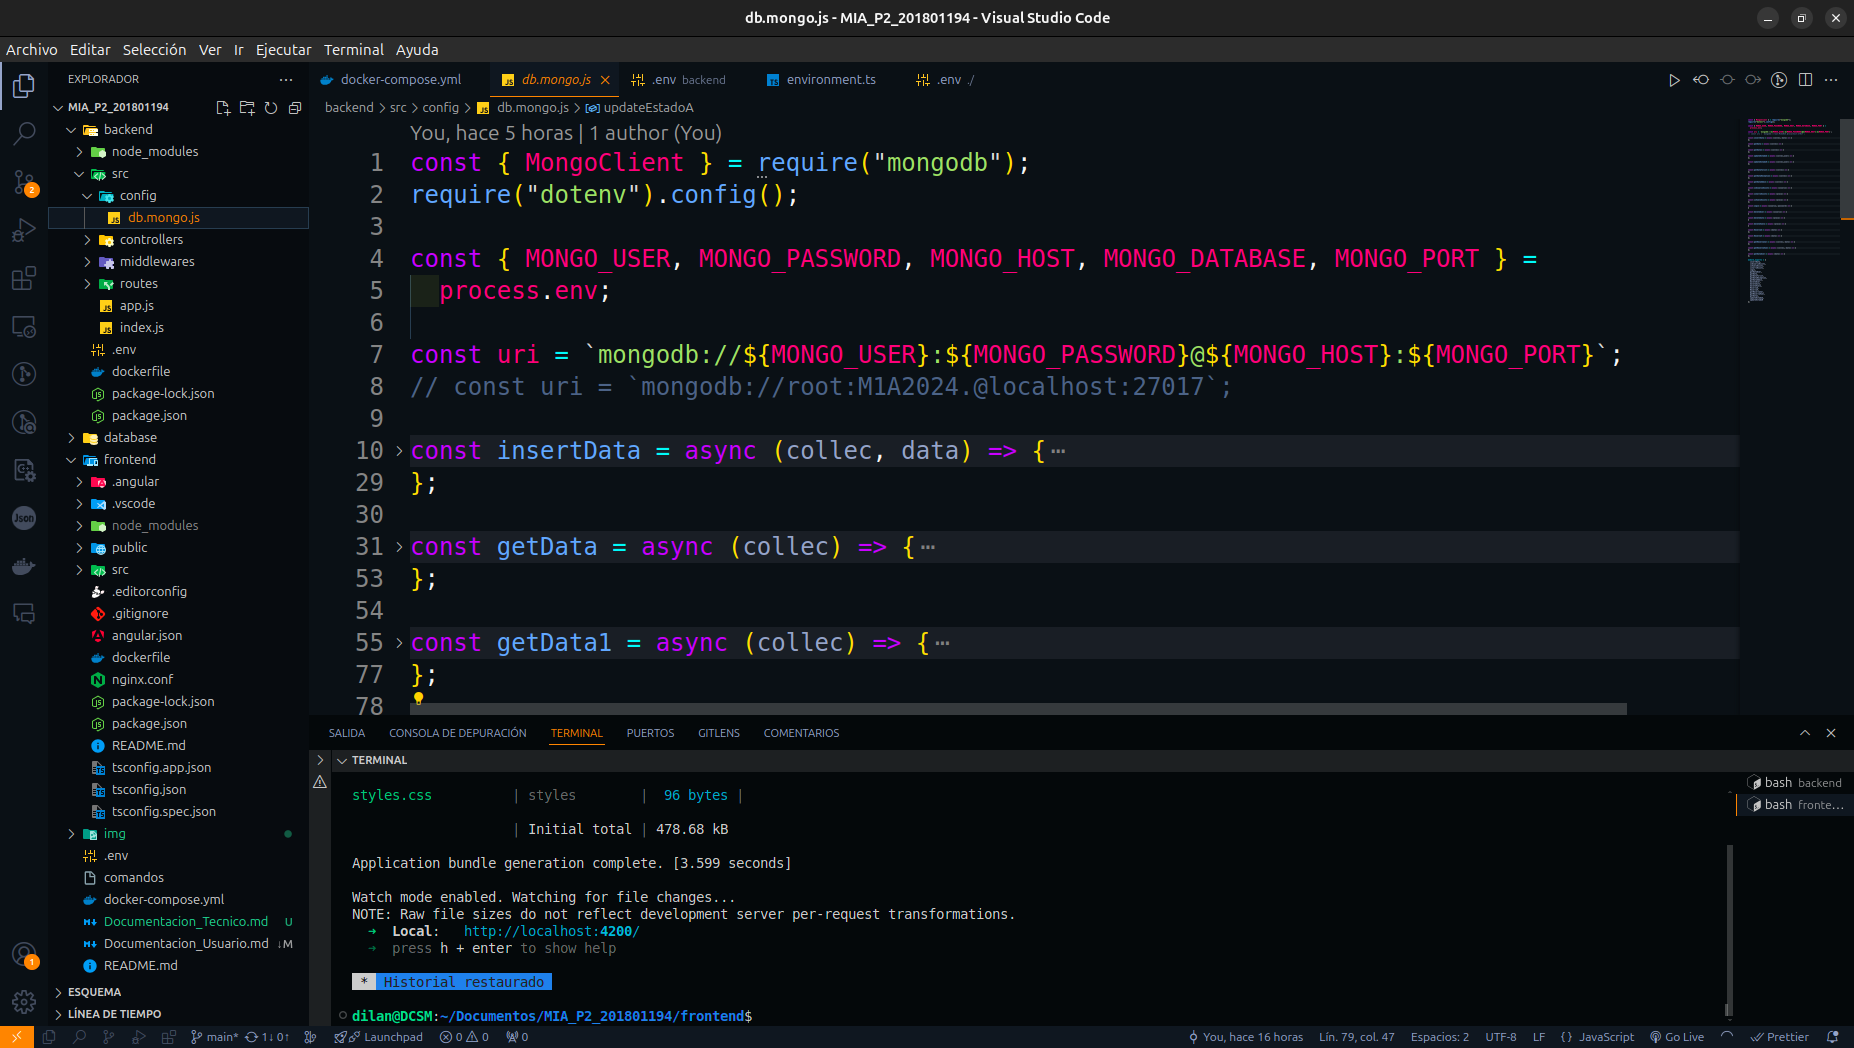 db.mongo.js - MIA_P2_201801194 - Visual Studio Code
Archivo Editar Selección Ver Ir Ejecutar Terminal Ayuda
EXPLORADOR
MIA_P2_201801194
backend
node_modules
src
config
db.mongo.js
controllers
middlewares
routes
app.js
index.js
.env
dockerfile
package-lock.json
package.json
database
frontend
.angular
.vscode
node_modules
public
src
.editorconfig
.gitignore
angular.json
dockerfile
nginx.conf
package-lock.json
package.json
README.md
tsconfig.app.json
tsconfig.json
tsconfig.spec.json
img
.env
comandos
docker-compose.yml
Documentacion_Tecnico.md U
Documentacion_Usuario.md ↓M
README.md
ESQUEMA
LÍNEA DE TIEMPO
docker-compose.yml db.mongo.js .env backend environment.ts .env ./
backend > src > config > db.mongo.js > updateEstadoA
You, hace 5 horas | 1 author (You)
1 const { MongoClient } = require("mongodb");
2 require("dotenv").config();
3
4 const { MONGO_USER, MONGO_PASSWORD, MONGO_HOST, MONGO_DATABASE, MONGO_PORT } =
5 process.env;
6
7 const uri = `mongodb://${MONGO_USER}:${MONGO_PASSWORD}@${MONGO_HOST}:${MONGO_PORT}`;
8 // const uri = `mongodb://root:M1A2024.@localhost:27017`;
9
10 const insertData = async (collec, data) => {⋯
29 };
30
31 const getData = async (collec) => {⋯
53 };
54
55 const getData1 = async (collec) => {⋯
77 };
78
SALIDA CONSOLA DE DEPURACIÓN TERMINAL PUERTOS GITLENS COMENTARIOS
TERMINAL
styles.css | styles | 96 bytes |
| Initial total | 478.68 kB
Application bundle generation complete. [3.599 seconds]
Watch mode enabled. Watching for file changes...
NOTE: Raw file sizes do not reflect development server per-request transformations.
➜ Local: http://localhost:4200/
➜ press h + enter to show help
* Historial restaurado
dilan@DCSM:~/Documentos/MIA_P2_201801194/frontend$
bash backend
bash fronte...
2
Json
1
main* 1↓ 0↑ Launchpad 0 0 0 You, hace 16 horas Lín. 79, col. 47 Espacios: 2 UTF-8 LF {} JavaScript Go Live Prettier